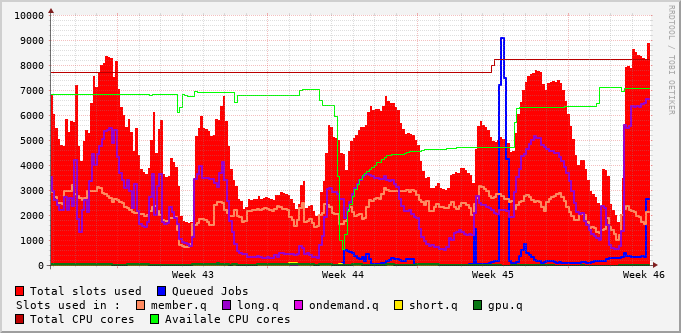 RRDTOOL / TOBI OETIKER
10000
9000
8000
7000
6000
5000
4000
3000
2000
1000
0
Week 43 Week 44 Week 45 Week 46
Total slots used Queued Jobs
Slots used in : member.q long.q ondemand.q short.q gpu.q
Total CPU cores Availale CPU cores